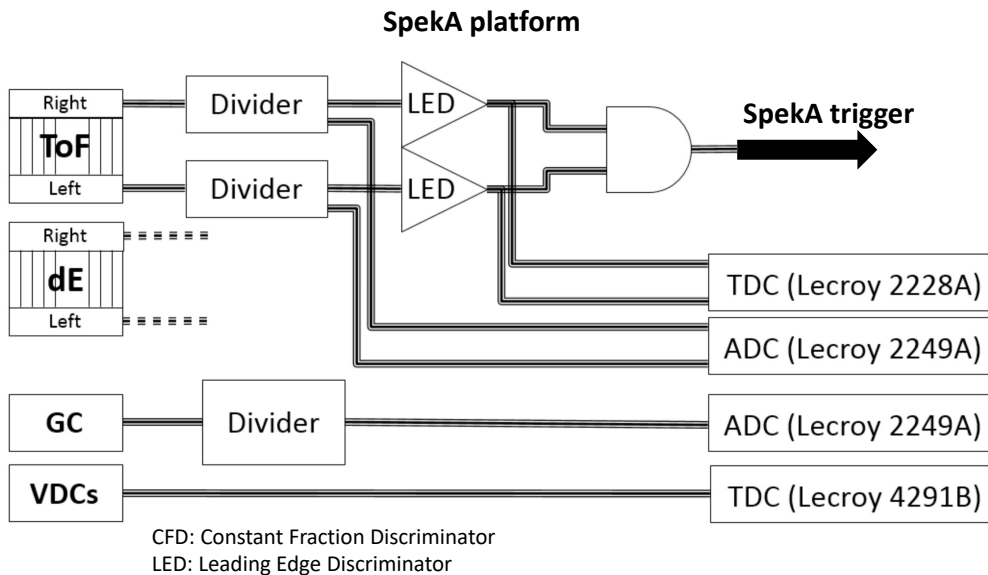 SpekA platform
Right
ToF
Left
Divider
LED
Divider
LED
SpekA trigger
Right
dE
Left
TDC (Lecroy 2228A)
ADC (Lecroy 2249A)
GC
Divider
ADC (Lecroy 2249A)
VDCs
TDC (Lecroy 4291B)
CFD: Constant Fraction Discriminator
LED: Leading Edge Discriminator